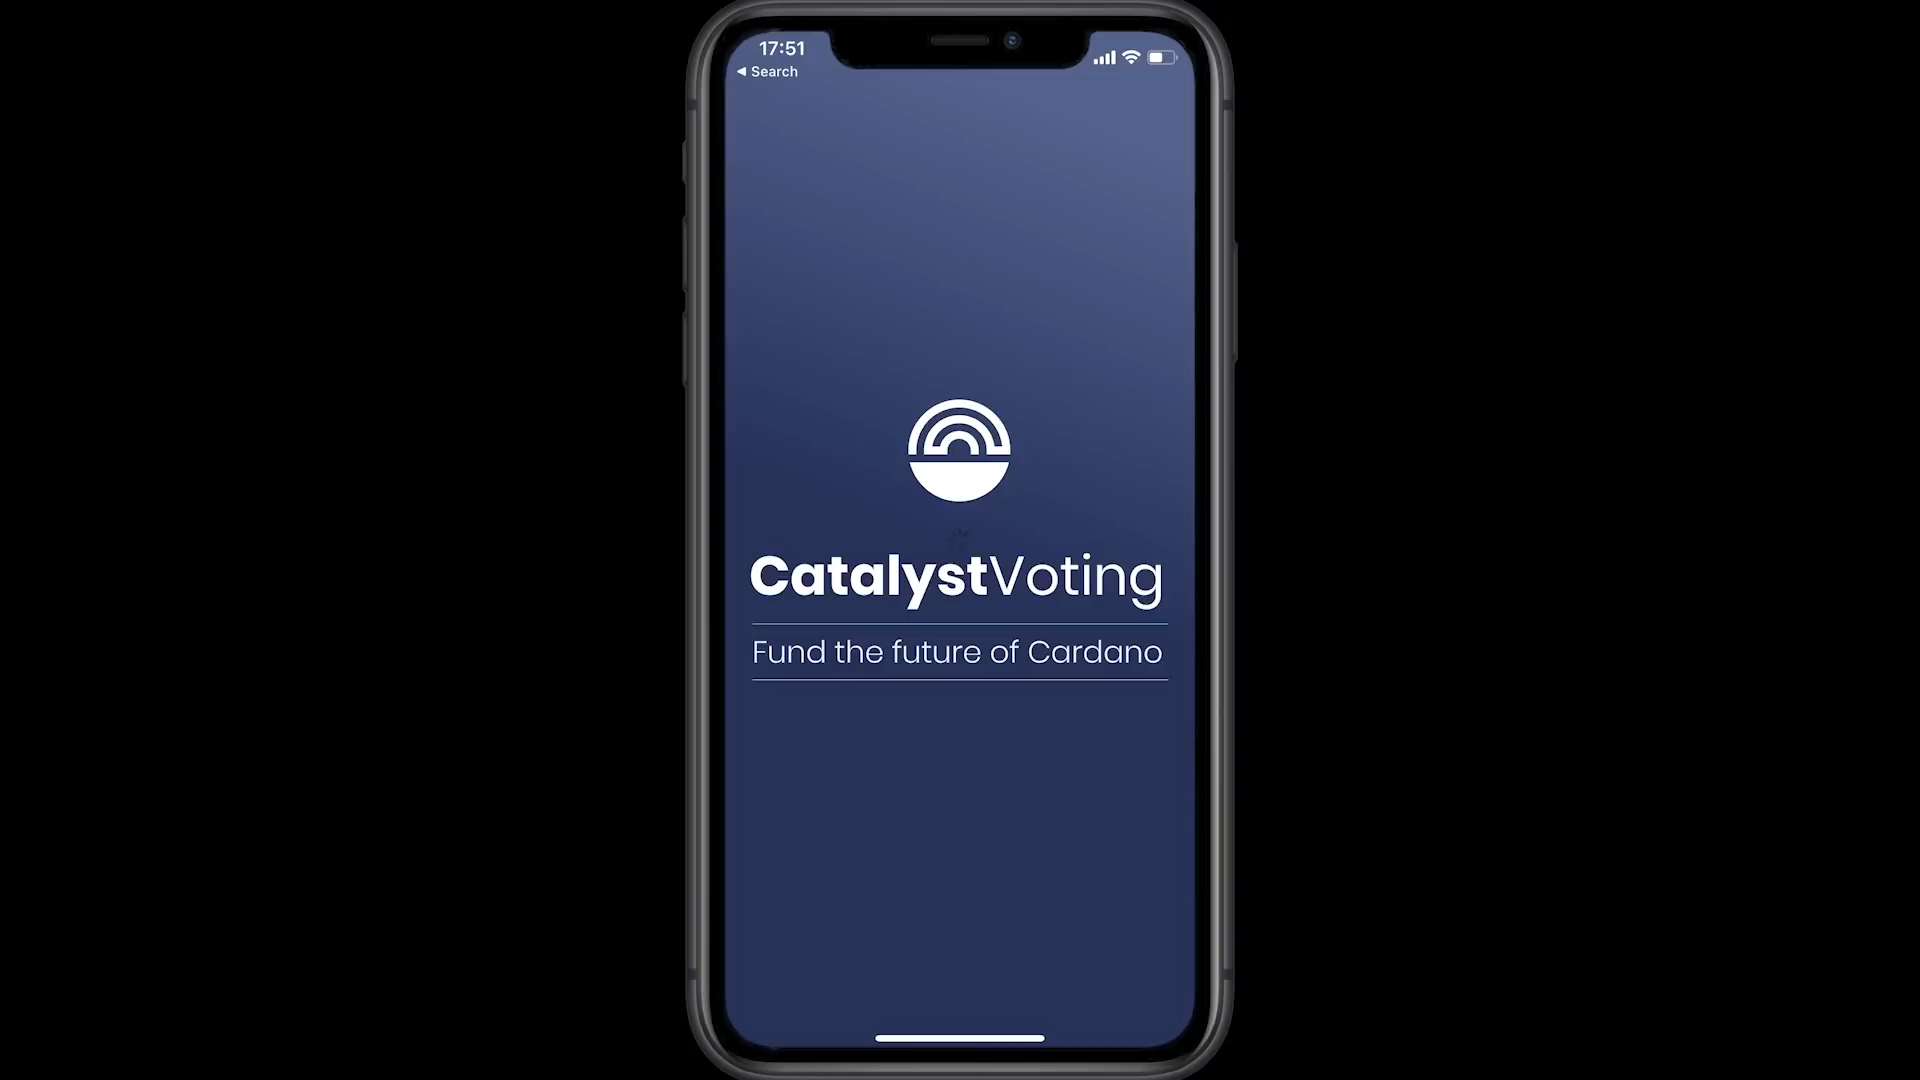 17:51
◀ Search
CatalystVoting
Fund the future of Cardano